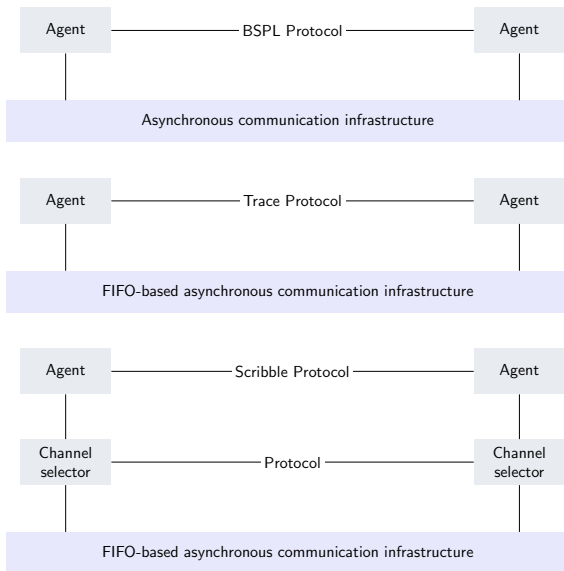 Agent BSPL Protocol Agent
Asynchronous communication infrastructure
Agent Trace Protocol Agent
FIFO-based asynchronous communication infrastructure
Agent Scribble Protocol Agent
Channel
selector
Protocol
Channel
selector
FIFO-based asynchronous communication infrastructure